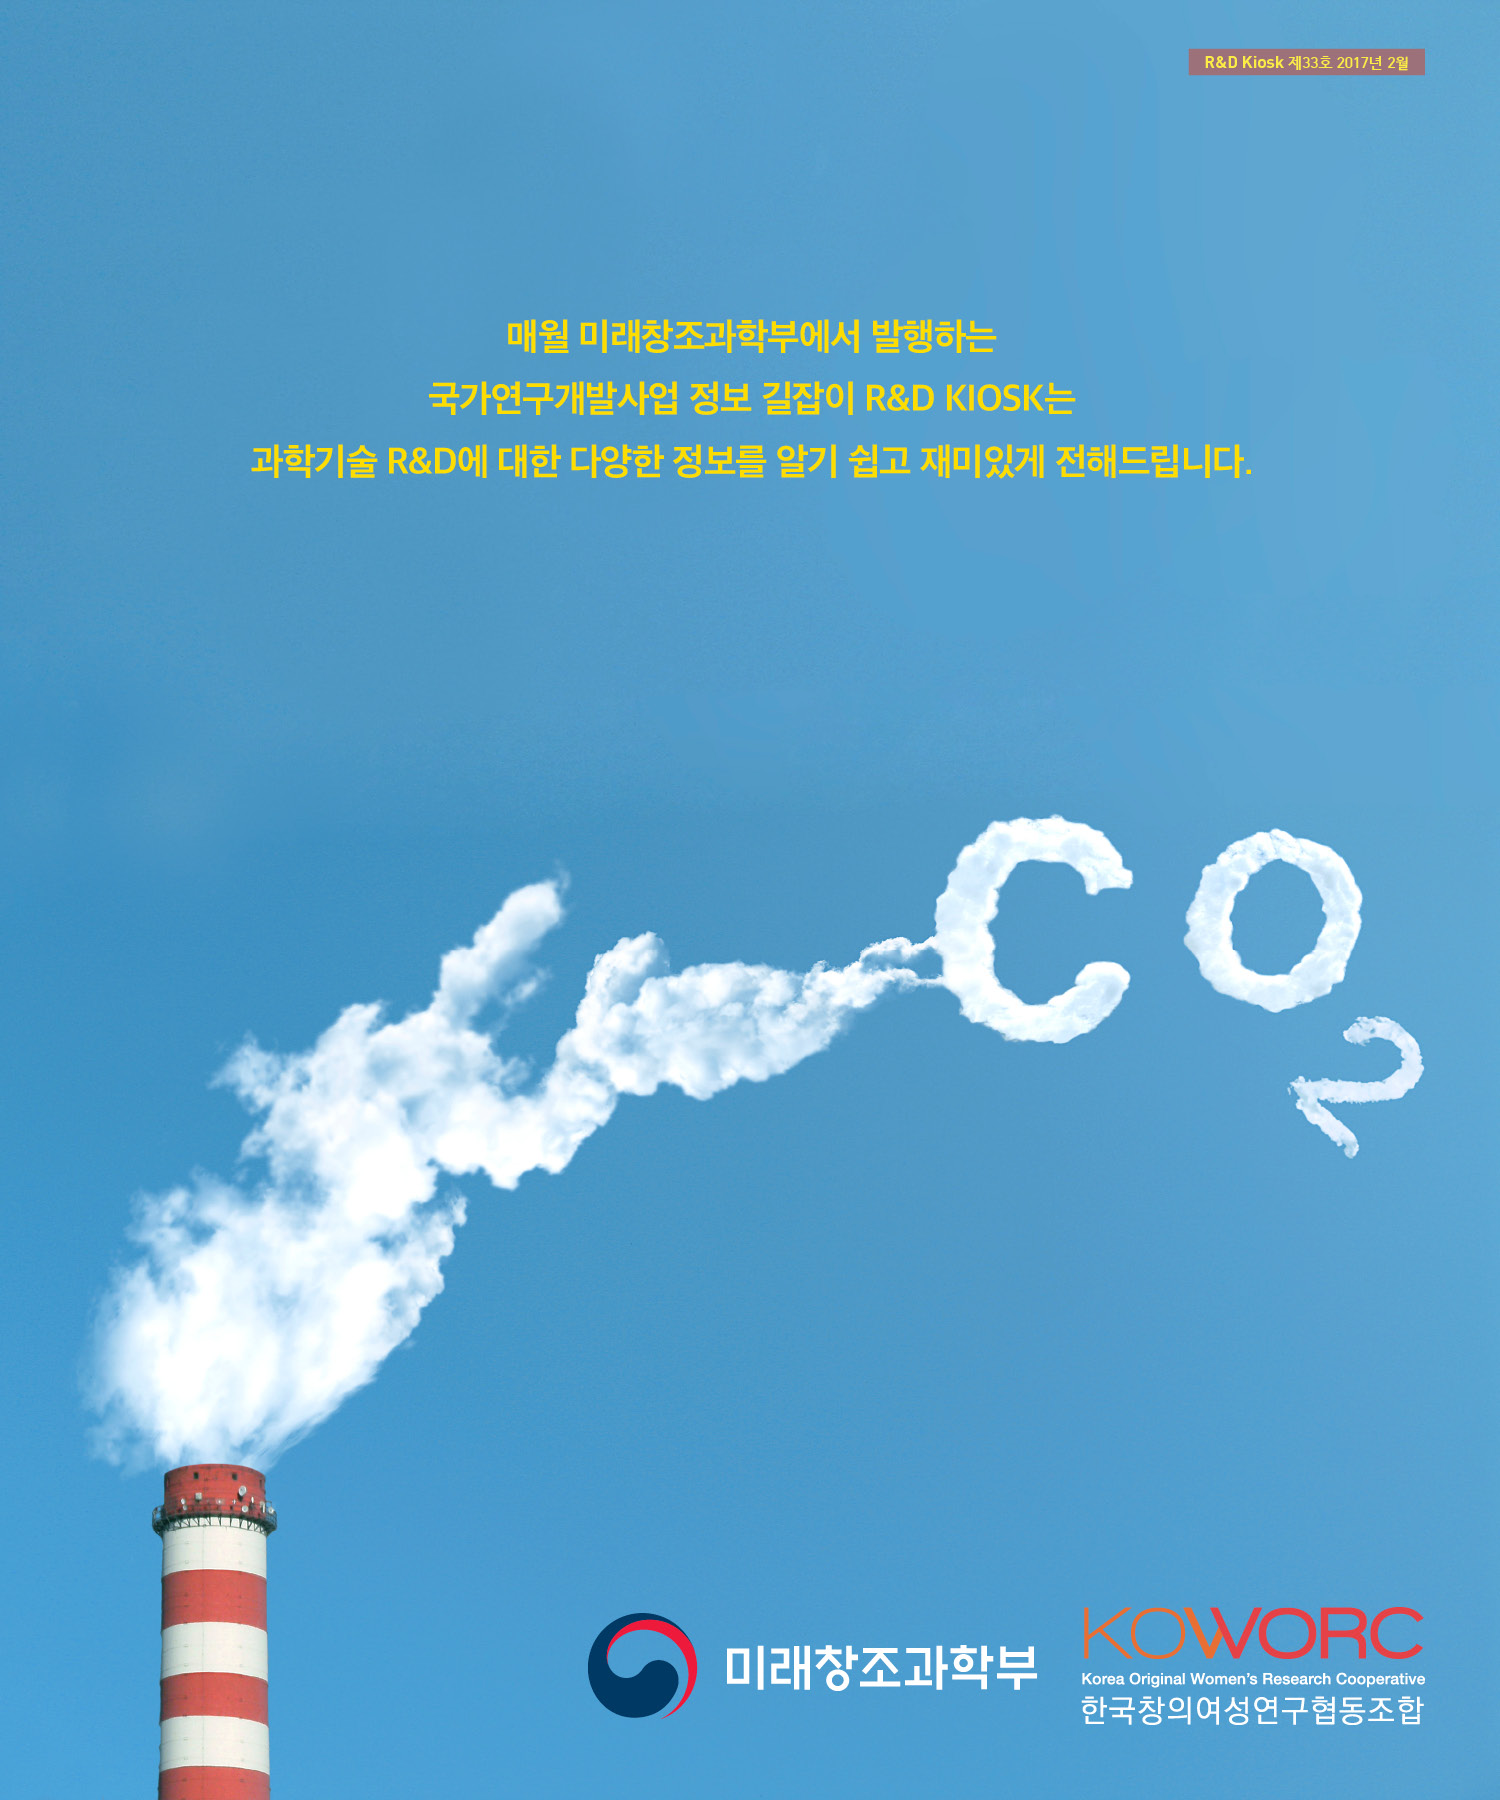 R&D Kiosk 제33호 2017년 2월
매월 미래창조과학부에서 발행하는
국가연구개발사업 정보 길잡이 R&D KIOSK는
과학기술 R&D에 대한 다양한 정보를 알기 쉽고 재미있게 전해드립니다.
CO
2
미래창조과학부
KOWORC
Korea Original Women's Research Cooperative
한국창의여성연구협동조합